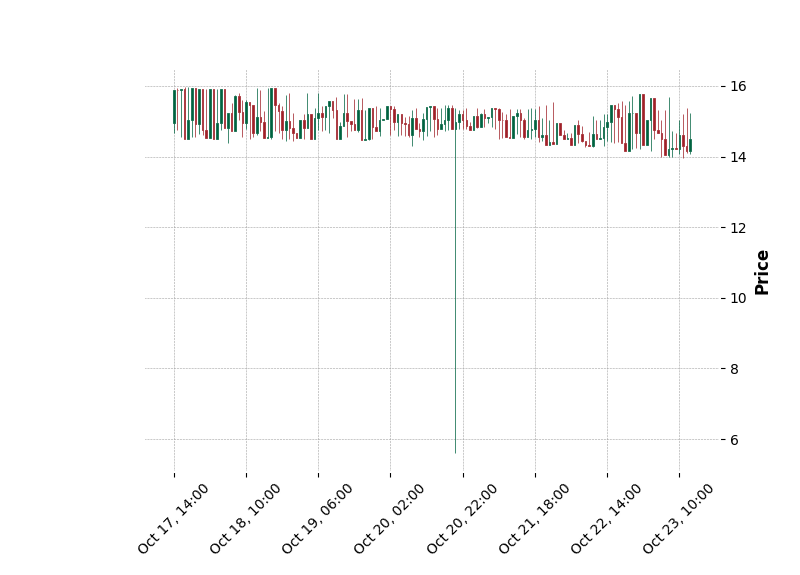 16
14
12
10
8
6
Price
Oct 17, 14:00
Oct 18, 10:00
Oct 19, 06:00
Oct 20, 02:00
Oct 20, 22:00
Oct 21, 18:00
Oct 22, 14:00
Oct 23, 10:00